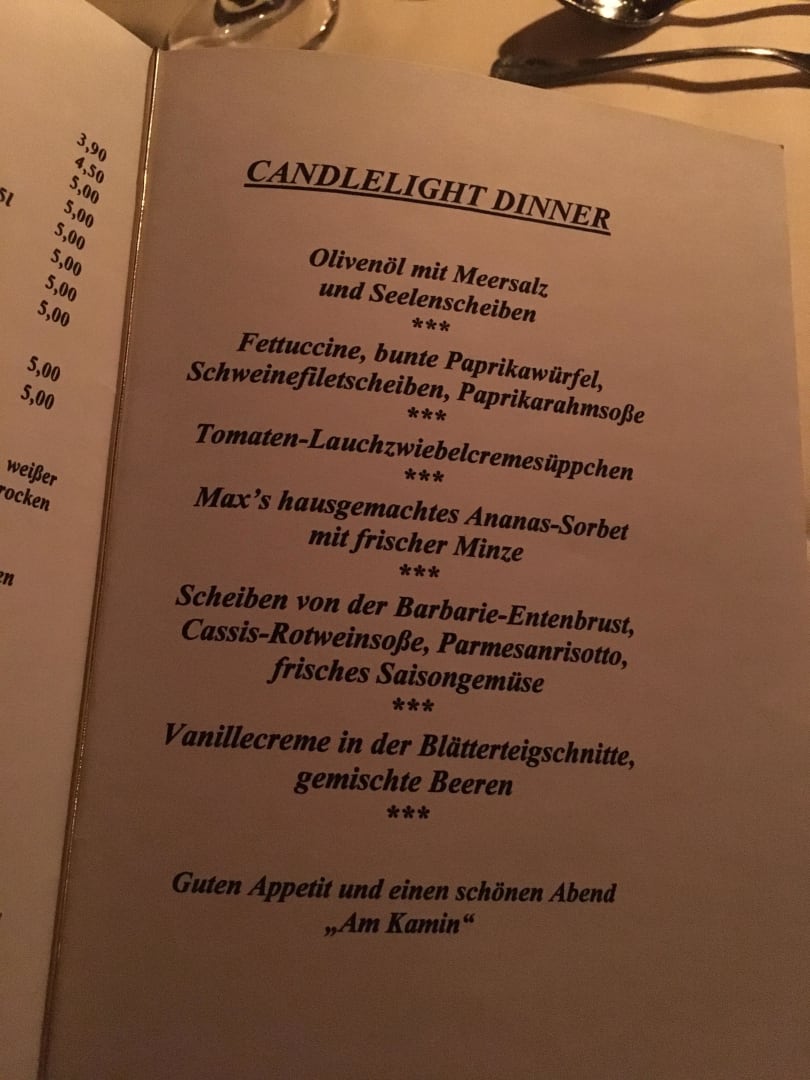 3,90
4,50
5,00
5,00
5,00
5,00
5,00
5,00
5,00
5,00
weißer
CANDLELIGHT DINNER
Olivenöl mit Meersalz
und Seelenscheiben
***
Fettuccine, bunte Paprikawürfel,
Schweinefiletscheiben, Paprikarahmsoße
***
Tomaten-Lauchzwiebelcremesüppchen
***
Max’s hausgemachtes Ananas-Sorbet
mit frischer Minze
***
Scheiben von der Barbarie-Entenbrust,
Cassis-Rotweinsoße, Parmesanrisotto,
frisches Saisongemüse
***
Vanillecreme in der Blätterteigschnitte,
gemischte Beeren
***
Guten Appetit und einen schönen Abend
„Am Kamin“